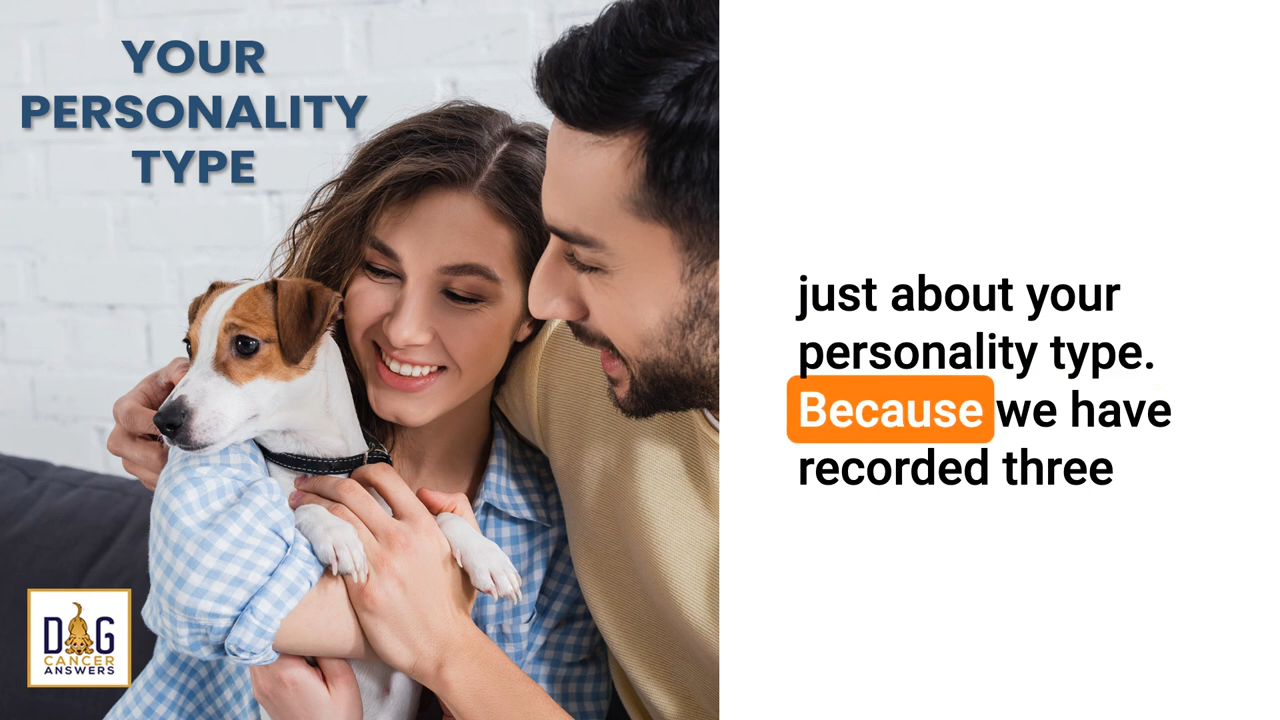 YOUR
PERSONALITY
TYPE
DOG
CANCER
ANSWERS
just about your
personality type.
Because we have
recorded three